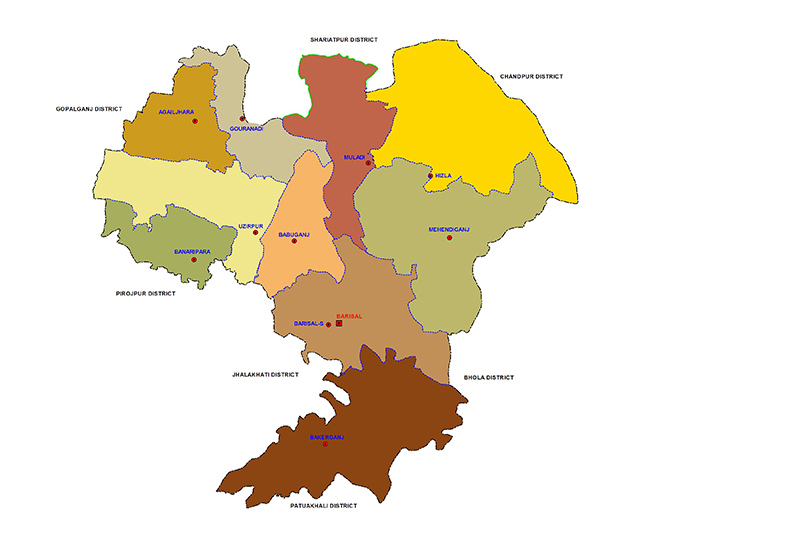 SHARIATPUR DISTRICT
CHANDPUR DISTRICT
GOPALGANJ DISTRICT
AGAILJHARA
GOURANADI
MULADI
HIZLA
UZIRPUR
BABUGANJ
MEHENDIGANJ
BANARIPARA
PIROJPUR DISTRICT
BARISAL
BARISAL-S
JHALAKHATI DISTRICT
BHOLA DISTRICT
BAKERGANJ
PATUAKHALI DISTRICT